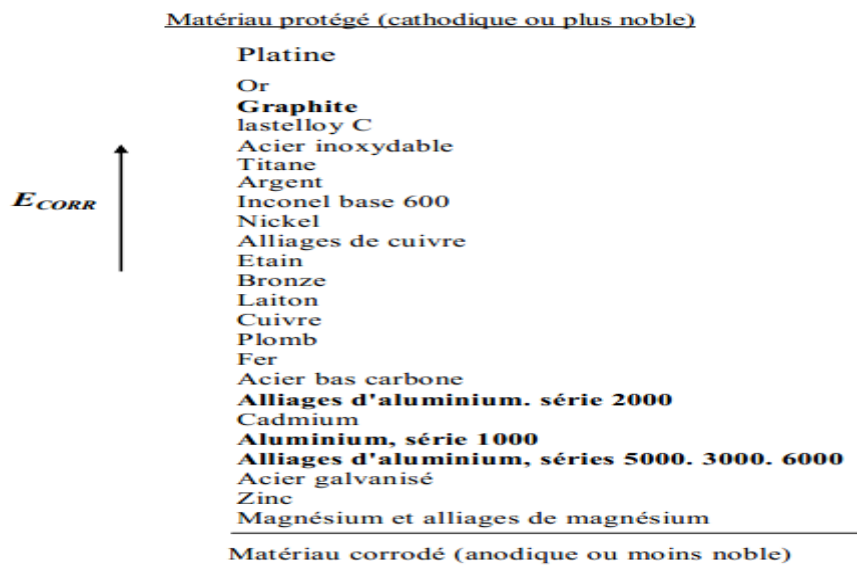 Matériau protégé (cathodique ou plus noble)
Platine
Or
Graphite
lastelloy C
Acier inoxydable
Titane
Argent
E CORR
Inconel base 600
Nickel
Alliages de cuivre
Etain
Bronze
Laiton
Cuivre
Plomb
Fer
Acier bas carbone
Alliages d'aluminium. série 2000
Cadmium
Aluminium, série 1000
Alliages d'aluminium, séries 5000. 3000. 6000
Acier galvanisé
Zinc
Magnésium et alliages de magnésium
Matériau corrodé (anodique ou moins noble)